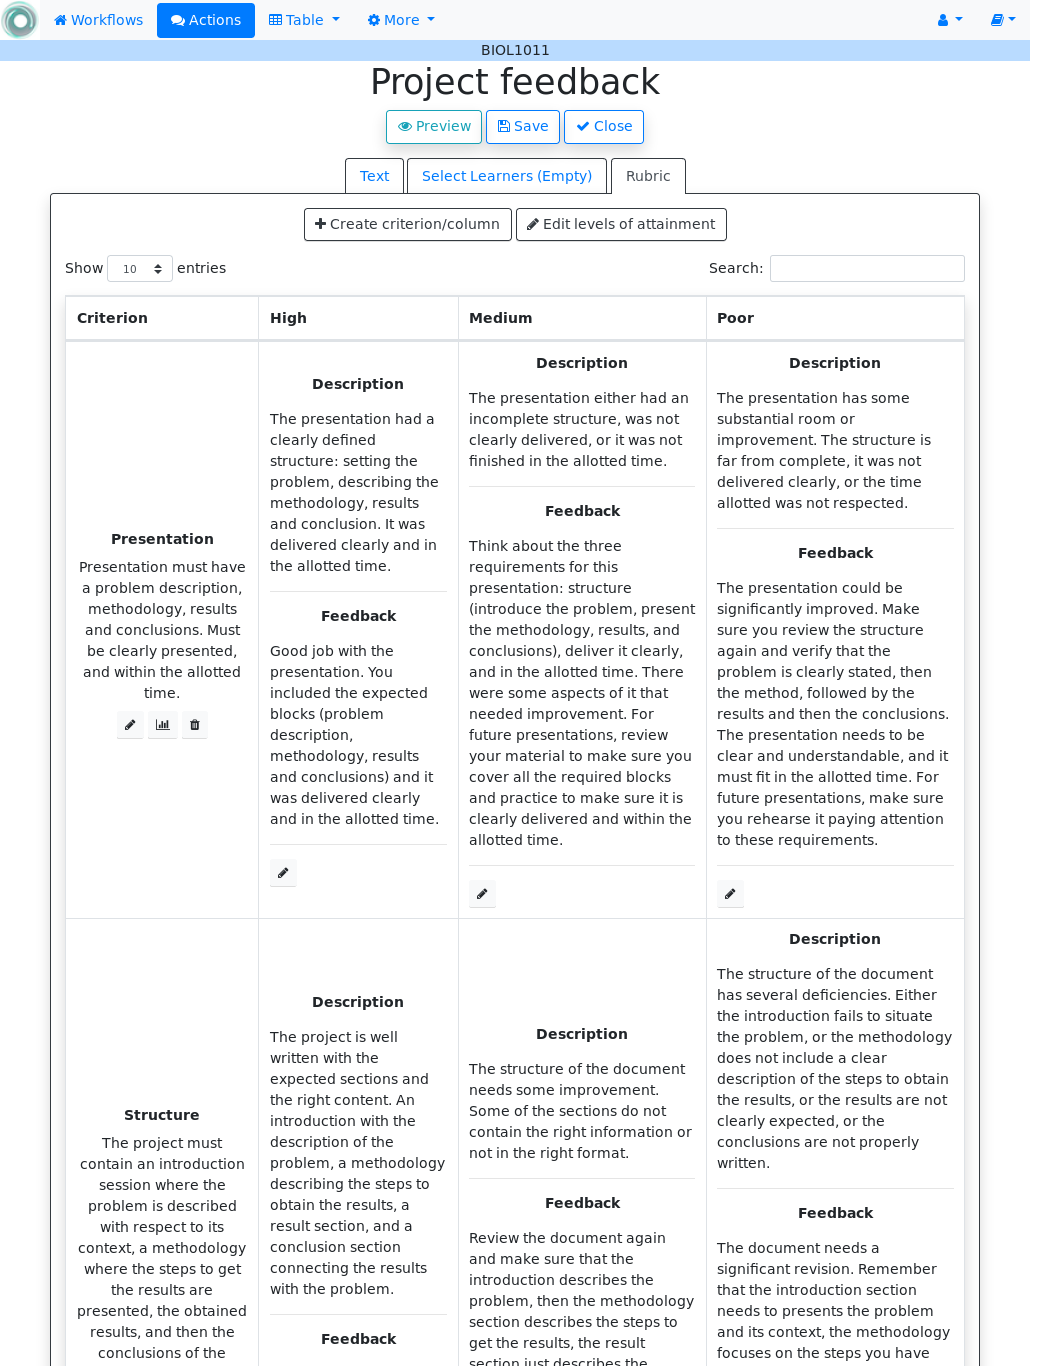 Workflows Actions Table More
BIOL1011
Project feedback
Preview Save Close
Text Select Learners (Empty) Rubric
Create criterion/column Edit levels of attainment
Show 10 entries Search:
Criterion High Medium Poor
Presentation
Presentation must have
a problem description,
methodology, results
and conclusions. Must
be clearly presented,
and within the allotted
time.
Description
The presentation had a
clearly defined
structure: setting the
problem, describing the
methodology, results
and conclusion. It was
delivered clearly and in
the allotted time.
Feedback
Good job with the
presentation. You
included the expected
blocks (problem
description,
methodology, results
and conclusions) and it
was delivered clearly
and in the allotted time.
Description
The presentation either had an
incomplete structure, was not
clearly delivered, or it was not
finished in the allotted time.
Feedback
Think about the three
requirements for this
presentation: structure
(introduce the problem, present
the methodology, results, and
conclusions), deliver it clearly,
and in the allotted time. There
were some aspects of it that
needed improvement. For
future presentations, review
your material to make sure you
cover all the required blocks
and practice to make sure it is
clearly delivered and within the
allotted time.
Description
The presentation has some
substantial room or
improvement. The structure is
far from complete, it was not
delivered clearly, or the time
allotted was not respected.
Feedback
The presentation could be
significantly improved. Make
sure you review the structure
again and verify that the
problem is clearly stated, then
the method, followed by the
results and then the conclusions.
The presentation needs to be
clear and understandable, and it
must fit in the allotted time. For
future presentations, make sure
you rehearse it paying attention
to these requirements.
Structure
The project must
contain an introduction
session where the
problem is described
with respect to its
context, a methodology
where the steps to get
the results are
presented, the obtained
results, and then the
conclusions of the
Description
The project is well
written with the
expected sections and
the right content. An
introduction with the
description of the
problem, a methodology
describing the steps to
obtain the results, a
result section, and a
conclusion section
connecting the results
with the problem.
Feedback
Description
The structure of the document
needs some improvement.
Some of the sections do not
contain the right information or
not in the right format.
Feedback
Review the document again
and make sure that the
introduction describes the
problem, then the methodology
section describes the steps to
get the results, the result
section just describes the
Description
The structure of the document
has several deficiencies. Either
the introduction fails to situate
the problem, or the methodology
does not include a clear
description of the steps to obtain
the results, or the results are not
clearly expected, or the
conclusions are not properly
written.
Feedback
The document needs a
significant revision. Remember
that the introduction section
needs to presents the problem
and its context, the methodology
focuses on the steps you have